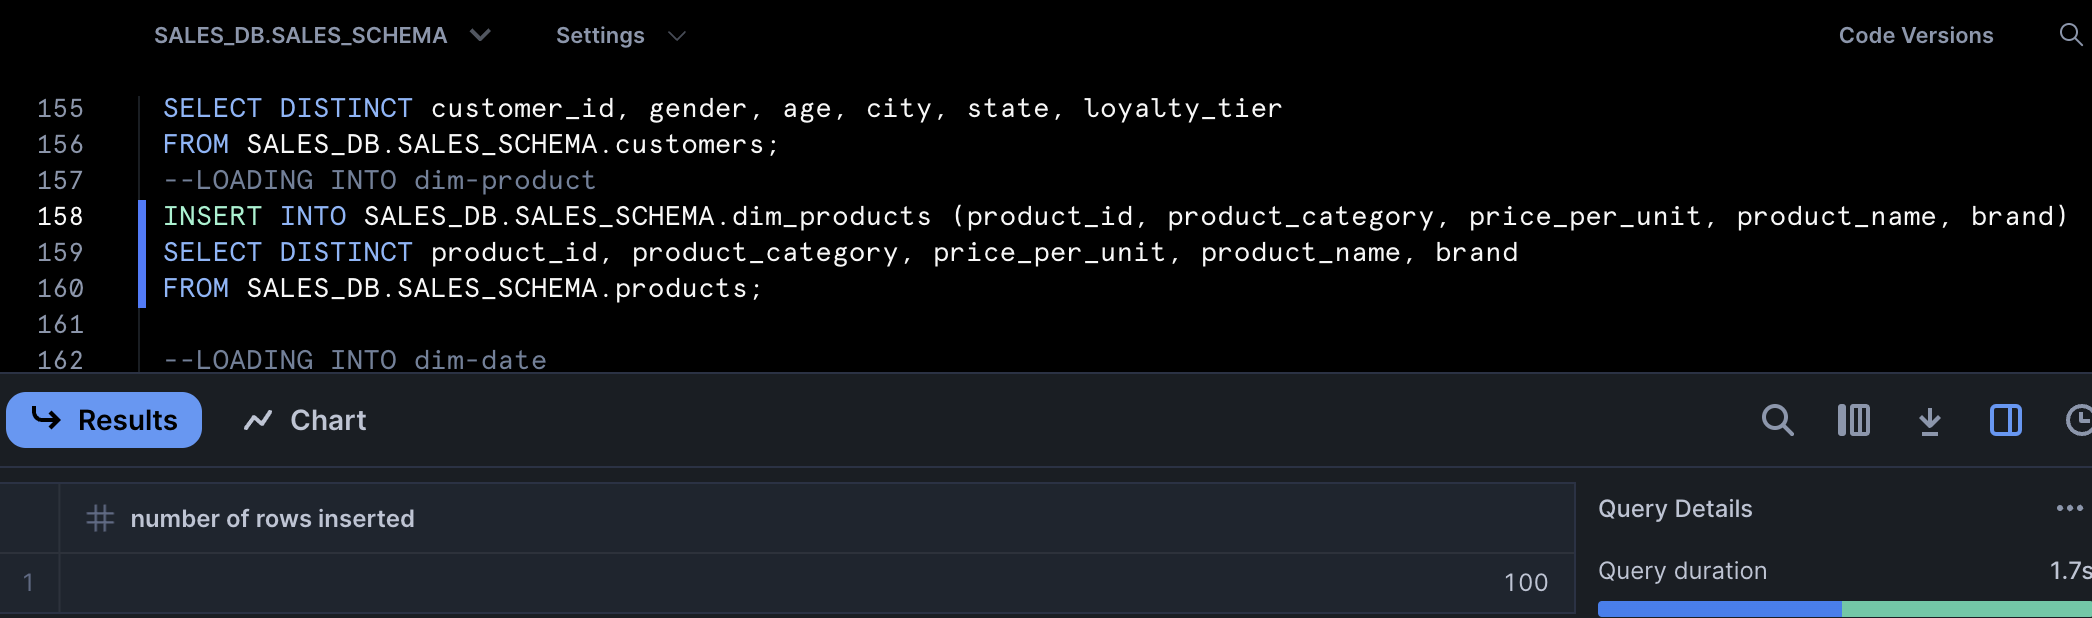 SALES_DB.SALES_SCHEMA Settings Code Versions
155 SELECT DISTINCT customer_id, gender, age, city, state, loyalty_tier
156 FROM SALES_DB.SALES_SCHEMA.customers;
157 --LOADING INTO dim-product
158 INSERT INTO SALES_DB.SALES_SCHEMA.dim_products (product_id, product_category, price_per_unit, product_name, brand)
159 SELECT DISTINCT product_id, product_category, price_per_unit, product_name, brand
160 FROM SALES_DB.SALES_SCHEMA.products;
161
162 --LOADING INTO dim-date
Results Chart
number of rows inserted
1 100
Query Details
Query duration 1.7s